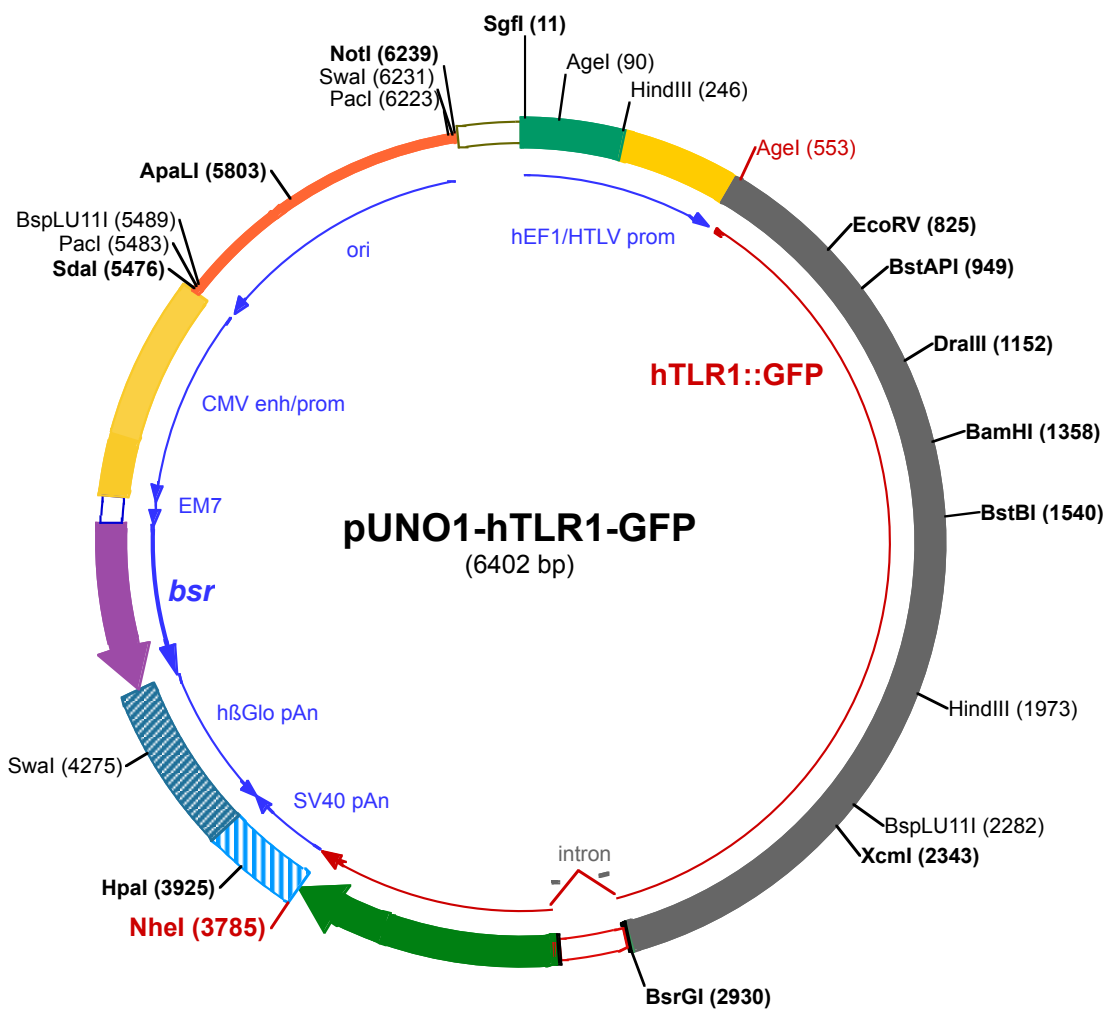 SgfI (11)
NotI (6239)
AgeI (90)
SwaI (6231)
HindIII (246)
PacI (6223)
AgeI (553)
ApaLI (5803)
BspLU11I (5489)
PacI (5483)
SdaI (5476)
ori
hEF1/HTLV prom
EcoRV (825)
BstAPI (949)
DraIII (1152)
hTLR1::GFP
CMV enh/prom
BamHI (1358)
EM7
BstBI (1540)
pUNO1-hTLR1-GFP
(6402 bp)
bsr
HindIII (1973)
hßGlo pAn
SwaI (4275)
SV40 pAn
BspLU11I (2282)
XcmI (2343)
intron
HpaI (3925)
NheI (3785)
BsrGI (2930)